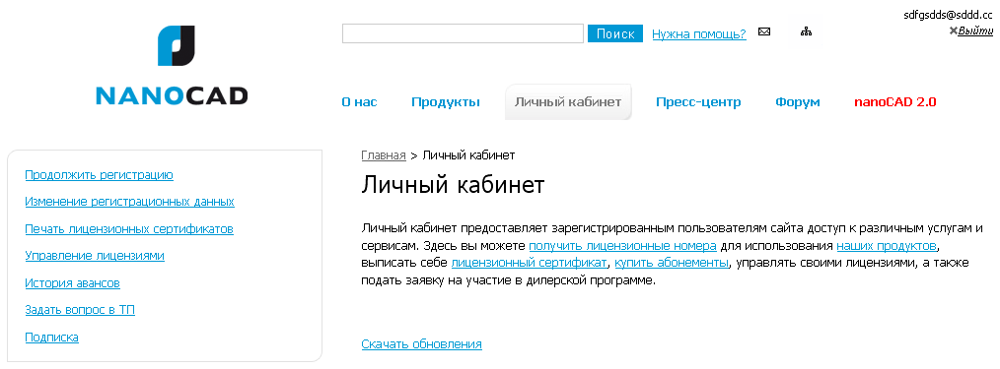 sdfgsdds@sddd.cc
Поиск Нужна помощь?
Выйти
NANOCAD
О нас Продукты Личный кабинет Пресс-центр Форум nanoCAD 2.0
Главная > Личный кабинет
Личный кабинет
Продолжить регистрацию
Изменение регистрационных данных
Печать лицензионных сертификатов
Управление лицензиями
История авансов
Задать вопрос в ТП
Подписка
Личный кабинет предоставляет зарегистрированным пользователям сайта доступ к различным услугам и
сервисам. Здесь вы можете получить лицензионные номера для использования наших продуктов,
выписать себе лицензионный сертификат, купить абонементы, управлять своими лицензиями, а также
подать заявку на участие в дилерской программе.
Скачать обновления